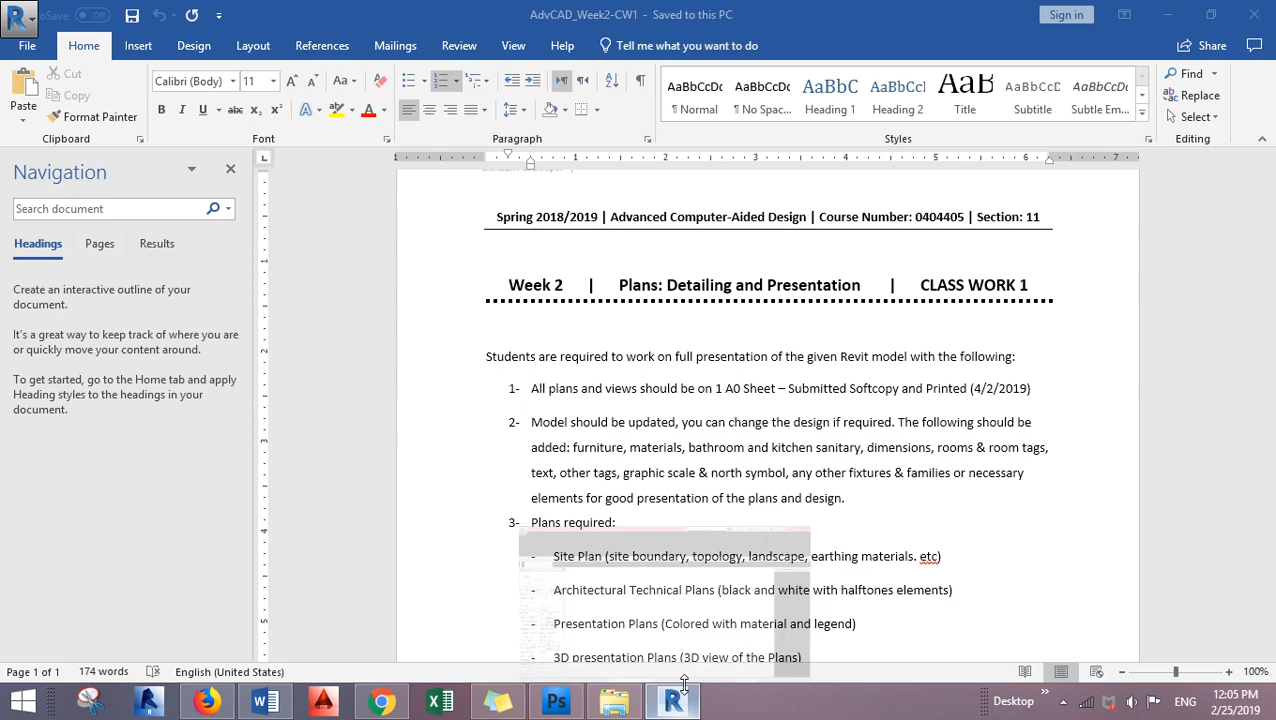 AutoSave Off AdvCAD_Week2-CW1 - Saved to this PC Sign in
File Home Insert Design Layout References Mailings Review View Help Tell me what you want to do Share
Paste
Cut
Copy
Format Painter
Clipboard
Calibri (Body) 11
Font
Paragraph
AaBbCcDc AaBbCcDc AaBbC AaBbCc AaB AaBbCcD AaBbCcDc
¶ Normal ¶ No Spac... Heading 1 Heading 2 Title Subtitle Subtle Em...
Styles
Find
Replace
Select
Editing
Navigation
Search document
Headings Pages Results
Create an interactive outline of your
document.
It's a great way to keep track of where you are
or quickly move your content around.
To get started, go to the Home tab and apply
Heading styles to the headings in your
document.
Spring 2018/2019 | Advanced Computer-Aided Design | Course Number: 0404405 | Section: 11
Week 2 | Plans: Detailing and Presentation | CLASS WORK 1
Students are required to work on full presentation of the given Revit model with the following:
1- All plans and views should be on 1 A0 Sheet – Submitted Softcopy and Printed (4/2/2019)
2- Model should be updated, you can change the design if required. The following should be
added: furniture, materials, bathroom and kitchen sanitary, dimensions, rooms & room tags,
text, other tags, graphic scale & north symbol, any other fixtures & families or necessary
elements for good presentation of the plans and design.
3- Plans required:
- Site Plan (site boundary, topology, landscape, earthing materials. etc)
- Architectural Technical Plans (black and white with halftones elements)
- Presentation Plans (Colored with material and legend)
- 3D presentation Plans (3D view of the Plans)
Page 1 of 1 174 words English (United States) 100%
Desktop ENG 12:05 PM
2/25/2019